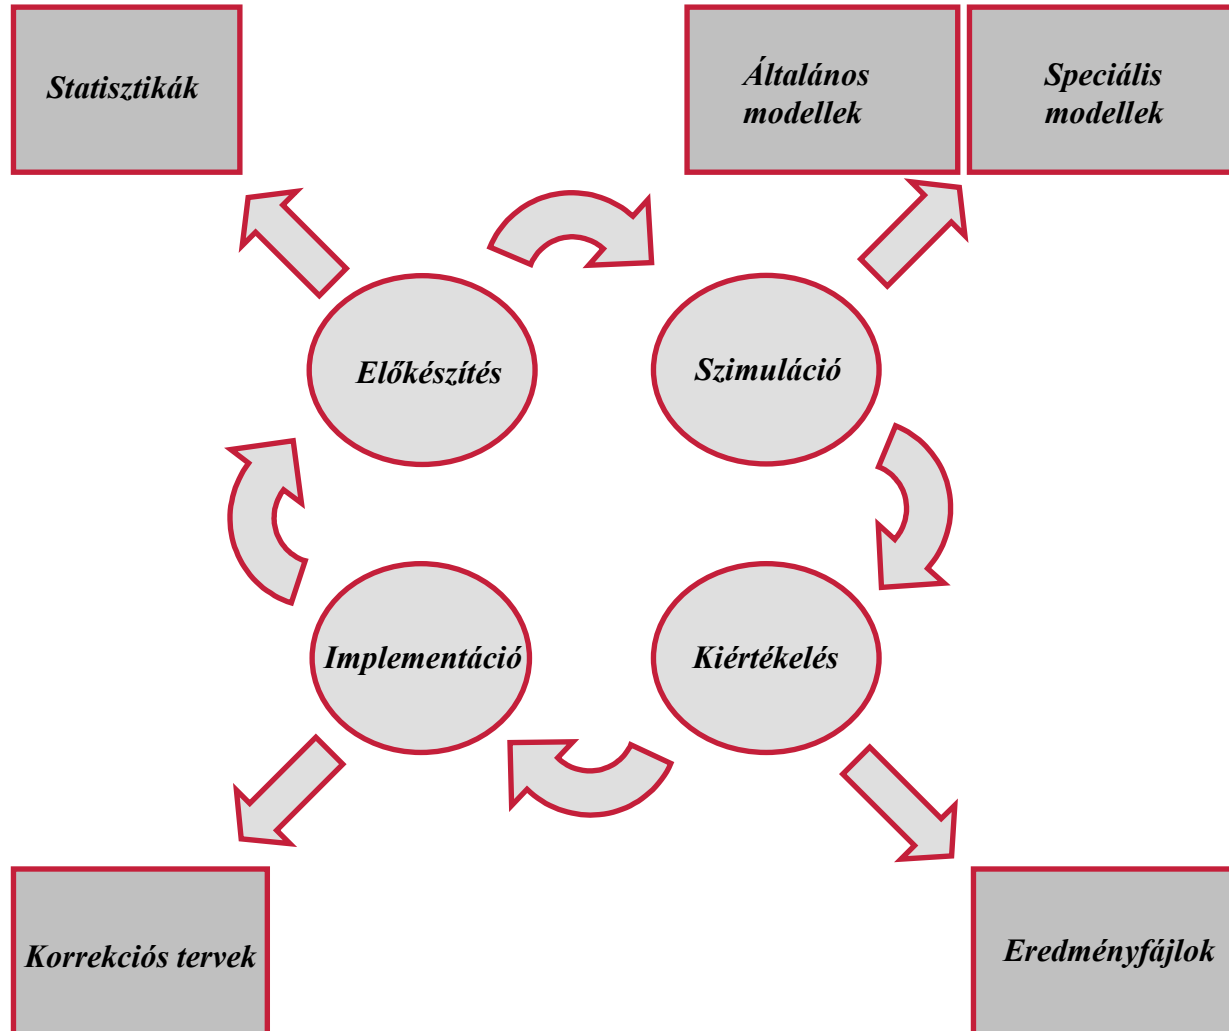 Statisztikák
Általános
modellek
Speciális
modellek
Előkészítés
Szimuláció
Implementáció
Kiértékelés
Korrekciós tervek
Eredményfájlok